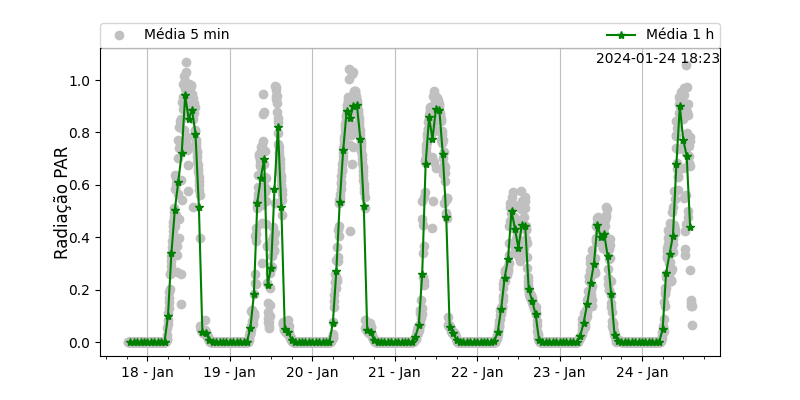 Média 5 min
Média 1 h
2024-01-24 18:23
Radiação PAR
1.0
0.8
0.6
0.4
0.2
0.0
18 - Jan
19 - Jan
20 - Jan
21 - Jan
22 - Jan
23 - Jan
24 - Jan